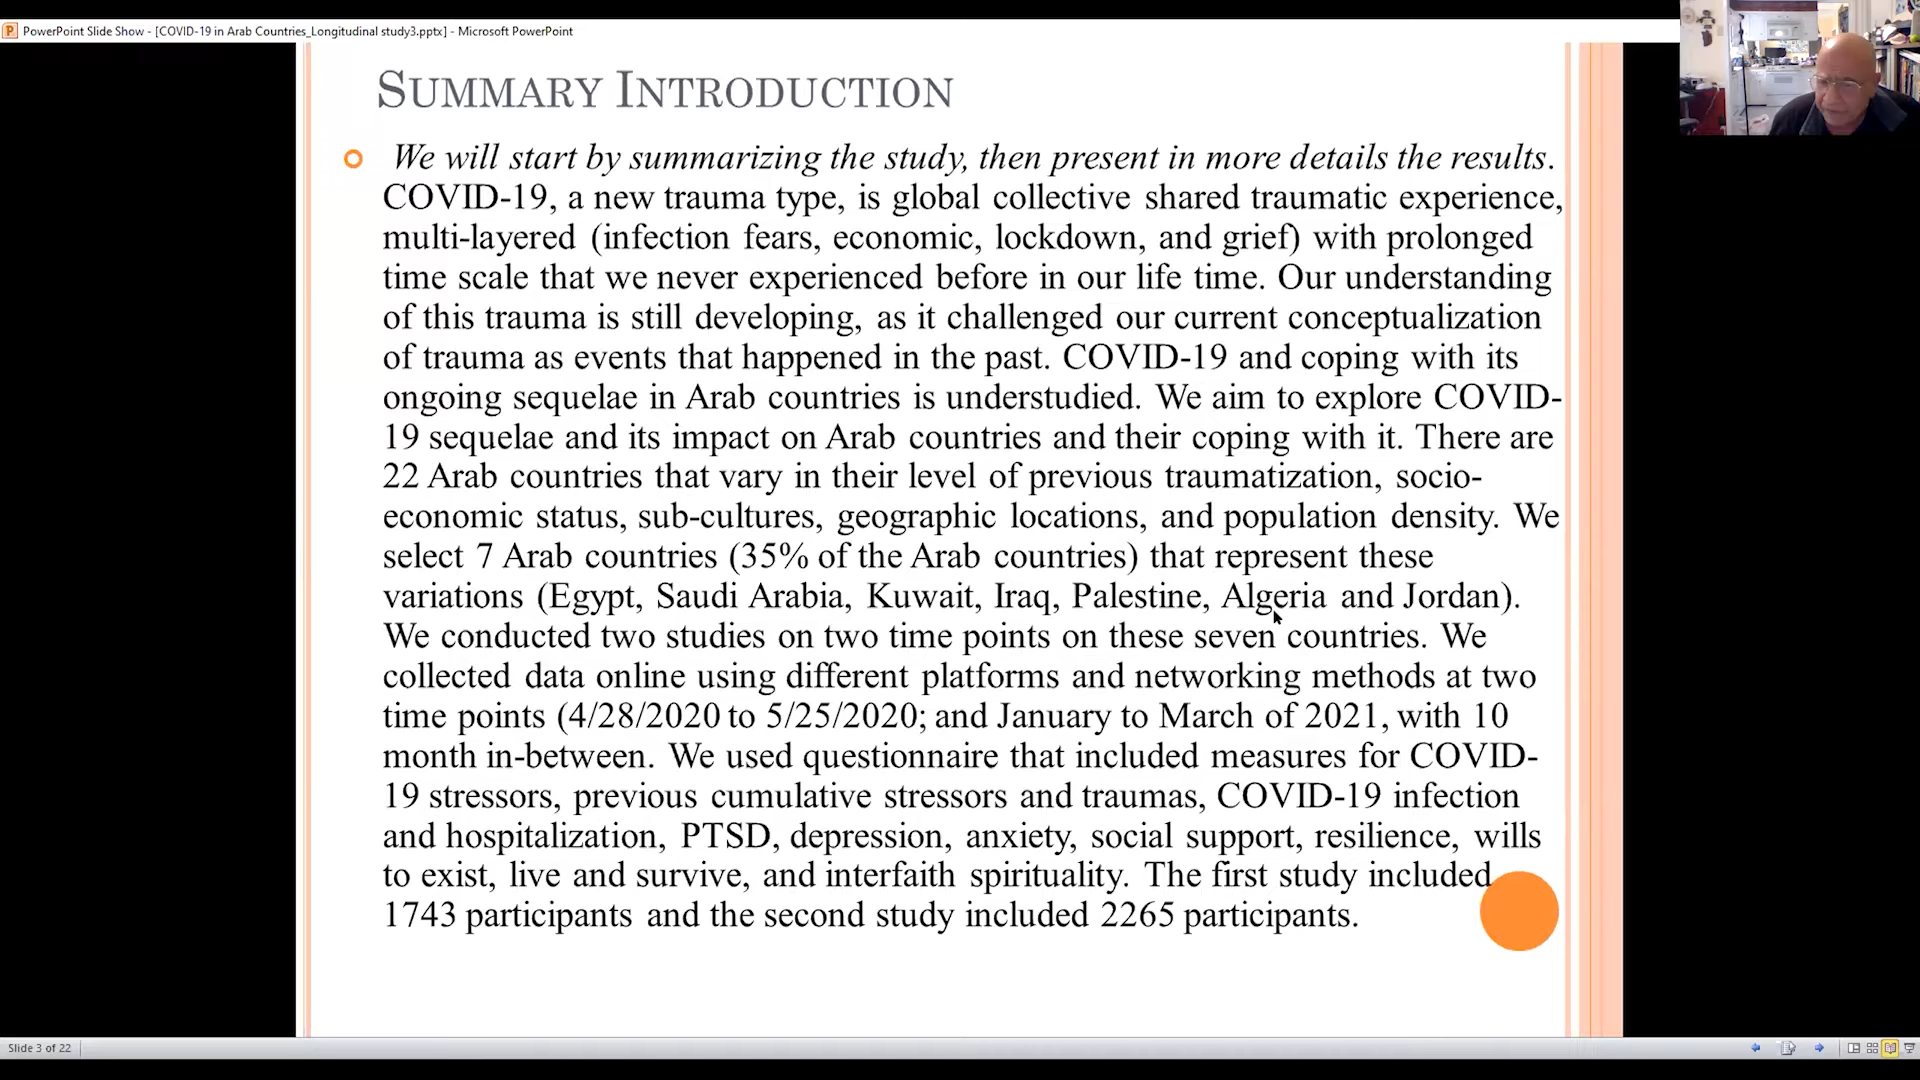 PowerPoint Slide Show - [COVID-19 in Arab Countries_Longitudinal study3.pptx] - Microsoft PowerPoint
SUMMARY INTRODUCTION
We will start by summarizing the study, then present in more details the results.
COVID-19, a new trauma type, is global collective shared traumatic experience,
multi-layered (infection fears, economic, lockdown, and grief) with prolonged
time scale that we never experienced before in our life time. Our understanding
of this trauma is still developing, as it challenged our current conceptualization
of trauma as events that happened in the past. COVID-19 and coping with its
ongoing sequelae in Arab countries is understudied. We aim to explore COVID-
19 sequelae and its impact on Arab countries and their coping with it. There are
22 Arab countries that vary in their level of previous traumatization, socio-
economic status, sub-cultures, geographic locations, and population density. We
select 7 Arab countries (35% of the Arab countries) that represent these
variations (Egypt, Saudi Arabia, Kuwait, Iraq, Palestine, Algeria and Jordan).
We conducted two studies on two time points on these seven countries. We
collected data online using different platforms and networking methods at two
time points (4/28/2020 to 5/25/2020; and January to March of 2021, with 10
month in-between. We used questionnaire that included measures for COVID-
19 stressors, previous cumulative stressors and traumas, COVID-19 infection
and hospitalization, PTSD, depression, anxiety, social support, resilience, wills
to exist, live and survive, and interfaith spirituality. The first study included
1743 participants and the second study included 2265 participants.
Slide 3 of 22